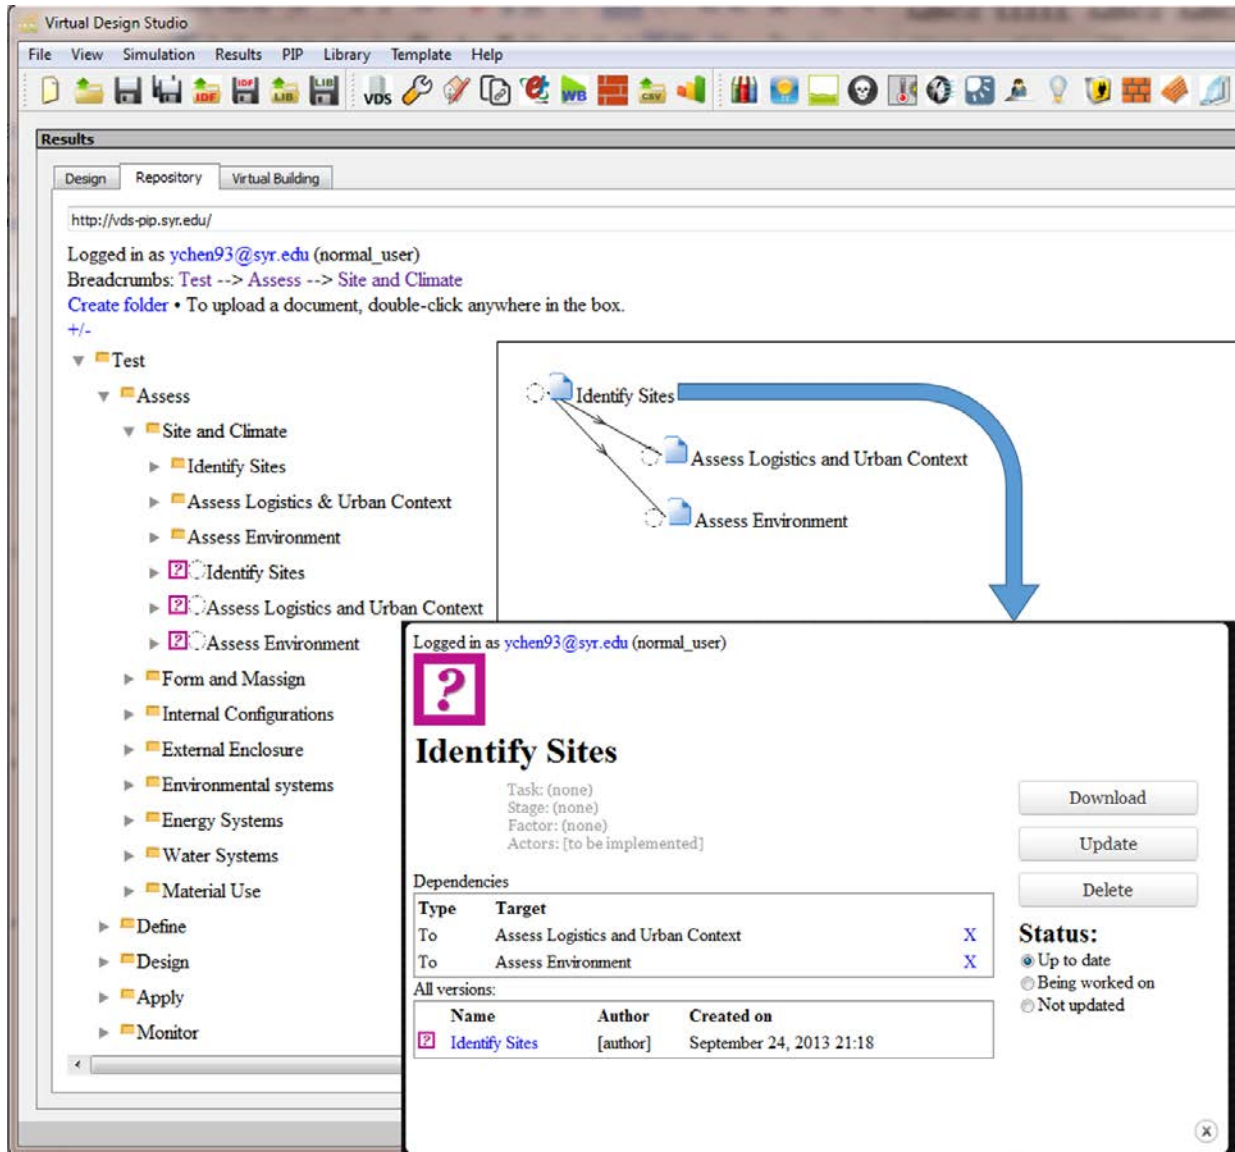 Virtual Design Studio
File View Simulation Results PIP Library Template Help
IDF IDF LIB LIB VDS WB CSV
Results
Design Repository Virtual Building
http://vds-pip.syr.edu/
Logged in as ychen93@syr.edu (normal_user)
Breadcrumbs: Test --> Assess --> Site and Climate
Create folder • To upload a document, double-click anywhere in the box.
+/-
Test
Assess
Site and Climate
Identify Sites
Assess Logistics & Urban Context
Assess Environment
?Identify Sites
?Assess Logistics and Urban Context
?Assess Environment
Form and Massign
Internal Configurations
External Enclosure
Environmental systems
Energy Systems
Water Systems
Material Use
Define
Design
Apply
Monitor
Identify Sites
Assess Logistics and Urban Context
Assess Environment
Logged in as ychen93@syr.edu (normal_user)
?
Identify Sites
Task: (none)
Stage: (none)
Factor: (none)
Actors: [to be implemented]
Download
Update
Delete
Dependencies
Type Target
To Assess Logistics and Urban Context X
To Assess Environment X
All versions:
Name Author Created on
? Identify Sites [author] September 24, 2013 21:18
Status:
Up to date
Being worked on
Not updated
x